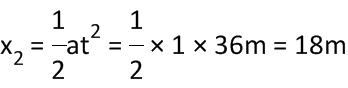 x₂ = 1/2 at² = 1/2 × 1 × 36m = 18m